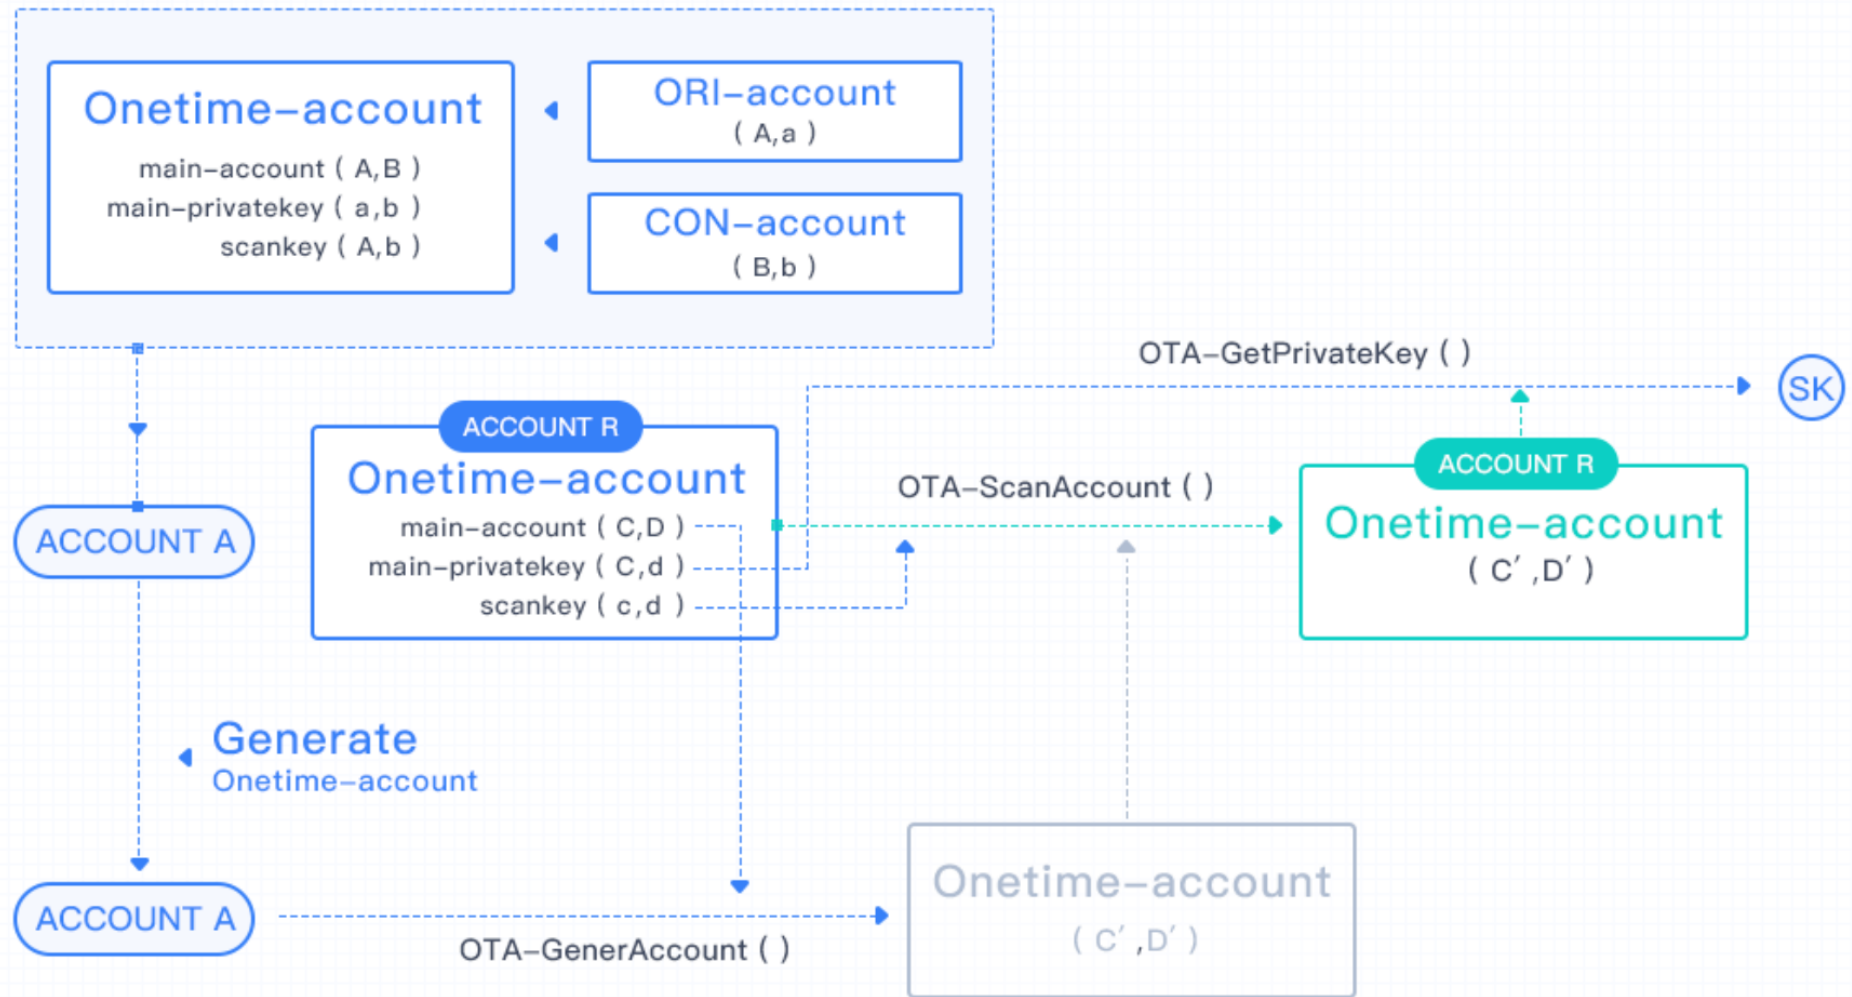 Onetime-account
main-account ( A,B )
main-privatekey ( a,b )
scankey ( A,b )
ORI-account
( A,a )
CON-account
( B,b )
OTA-GetPrivateKey ( )
SK
ACCOUNT R
Onetime-account
main-account ( C,D )
main-privatekey ( C,d )
scankey ( c,d )
OTA-ScanAccount ( )
ACCOUNT R
Onetime-account
( C′ ,D′ )
ACCOUNT A
Generate
Onetime-account
ACCOUNT A
OTA-GenerAccount ( )
Onetime-account
( C′ ,D′ )